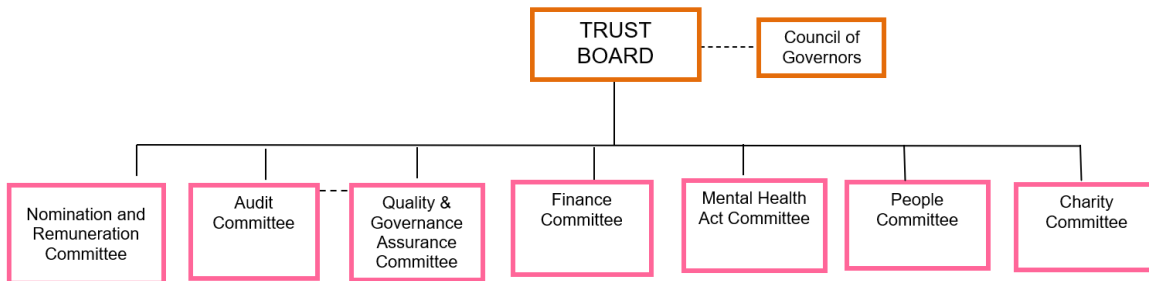 TRUST
BOARD
Council of
Governors
Nomination and
Remuneration
Committee
Audit
Committee
Quality &
Governance
Assurance
Committee
Finance
Committee
Mental Health
Act Committee
People
Committee
Charity
Committee